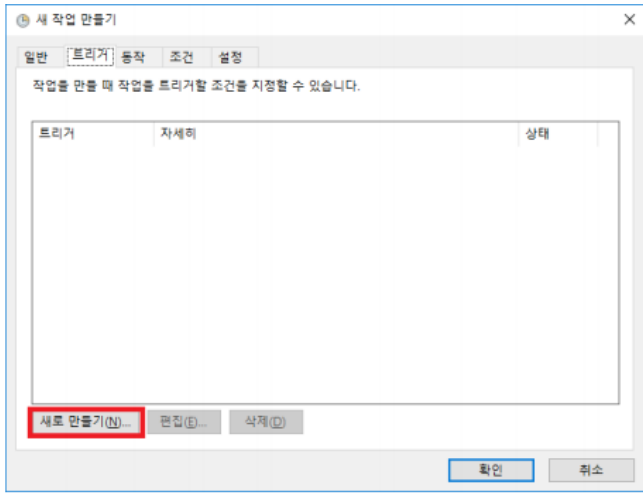 새 작업 만들기
일반 트리거 동작 조건 설정
작업을 만들 때 작업을 트리거할 조건을 지정할 수 있습니다.
트리거 자세히 상태
새로 만들기(N)... 편집(E)... 삭제(D)
확인 취소